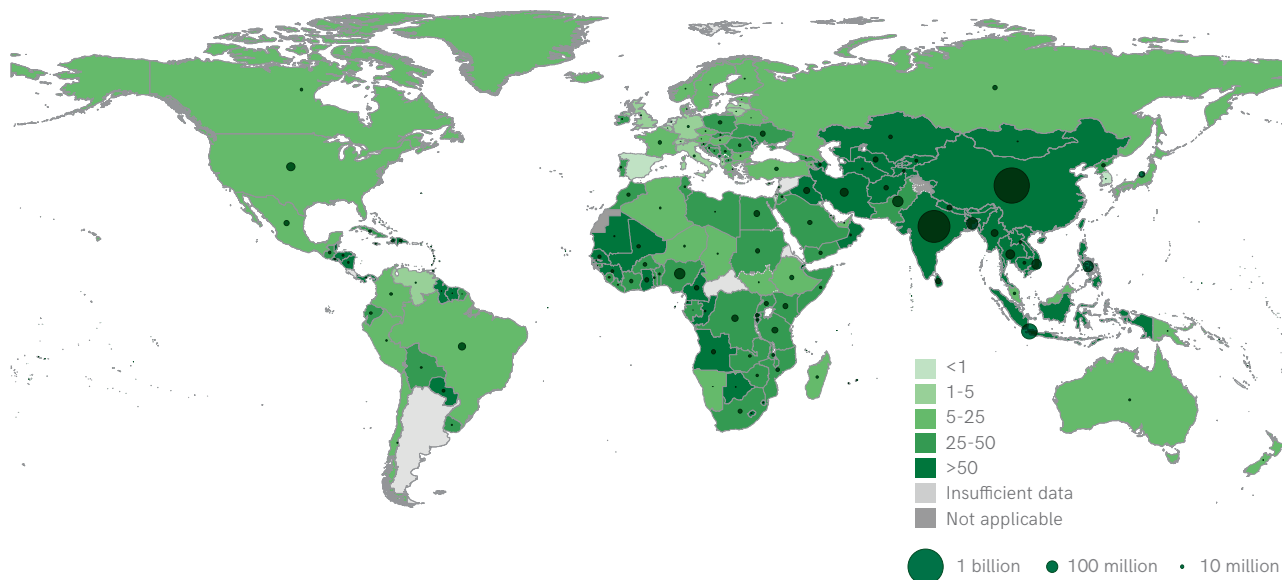 <1
1-5
5-25
25-50
>50
Insufficient data
Not applicable
1 billion 100 million 10 million